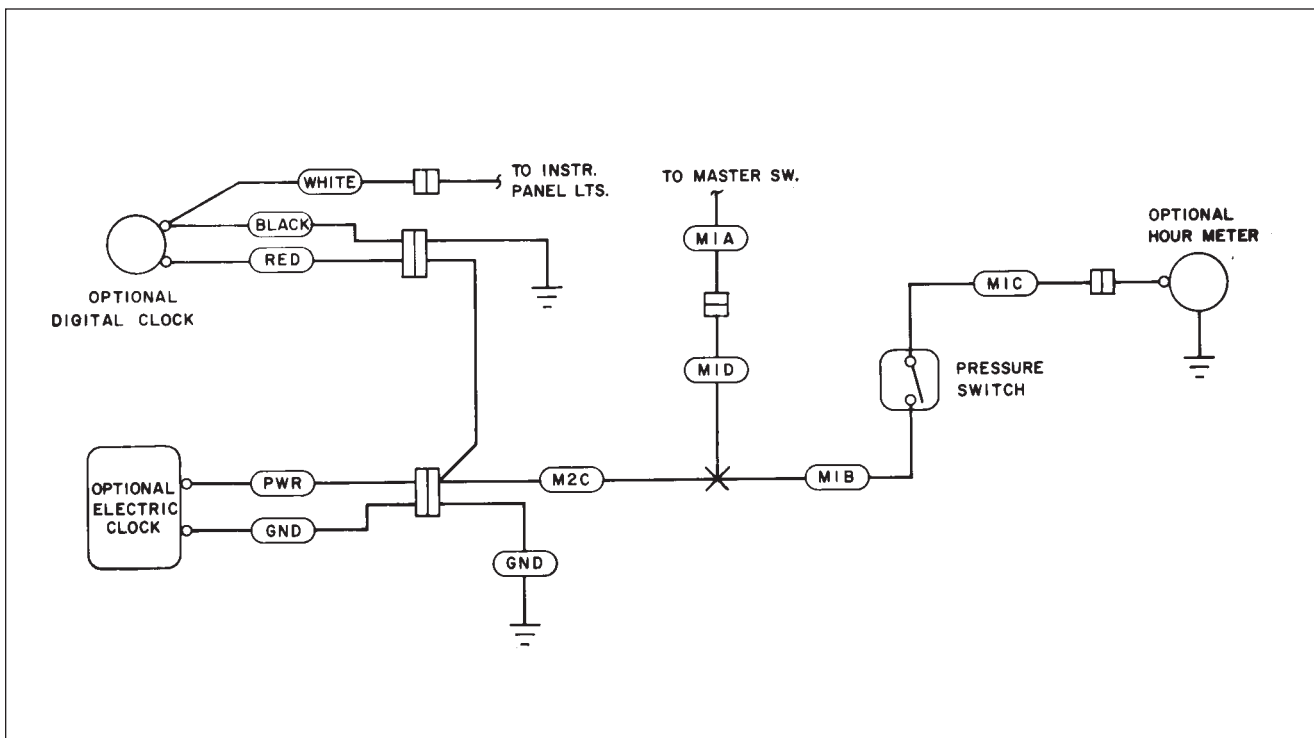 WHITE
TO INSTR.
PANEL LTS.
BLACK
RED
OPTIONAL
DIGITAL CLOCK
TO MASTER SW.
M1A
M1D
OPTIONAL
HOUR METER
M1C
PRESSURE
SWITCH
OPTIONAL
ELECTRIC
CLOCK
PWR
GND
M2C
M1B
GND